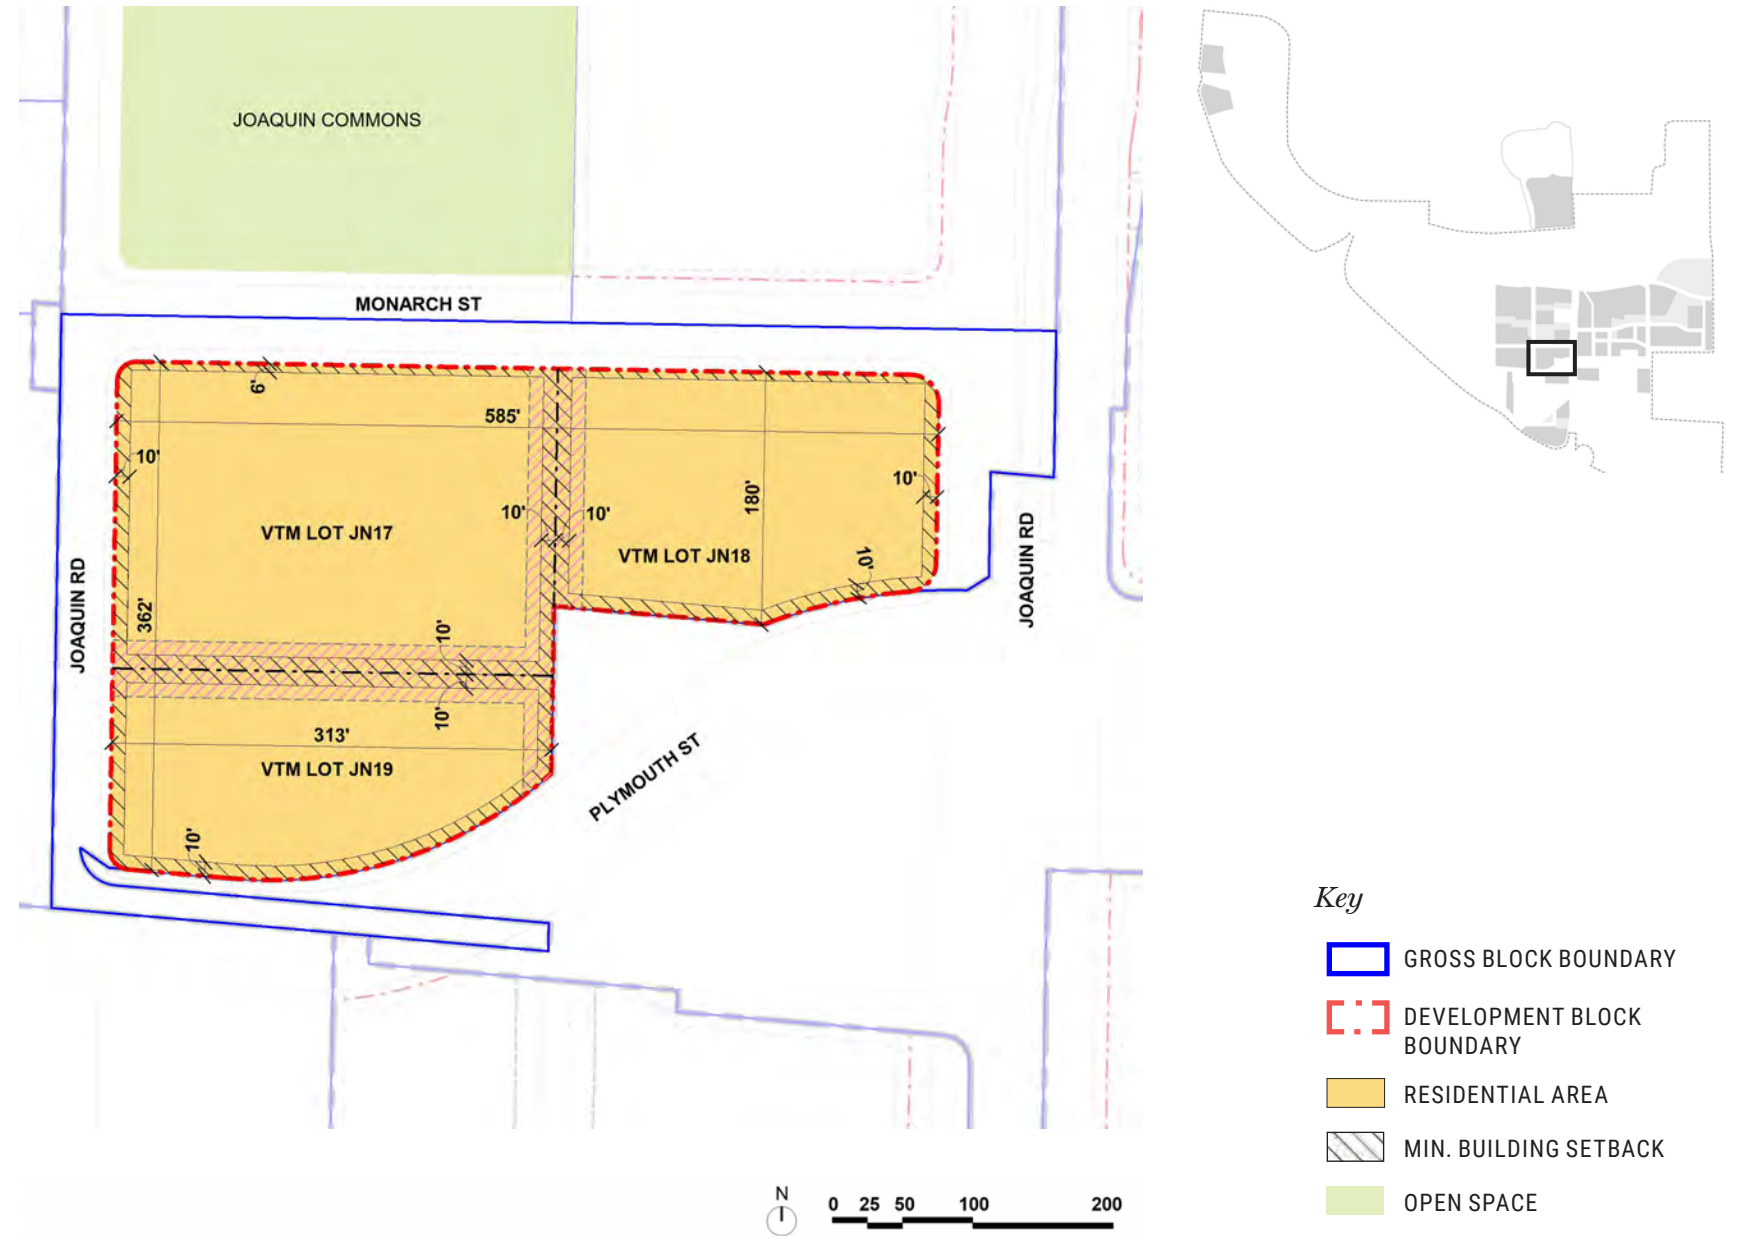 JOAQUIN COMMONS
MONARCH ST
6'
585'
10'
10'
10'
180'
10'
VTM LOT JN17
VTM LOT JN18
10'
JOAQUIN RD
JOAQUIN RD
362'
10'
10'
313'
VTM LOT JN19
PLYMOUTH ST
10'
Key
GROSS BLOCK BOUNDARY
DEVELOPMENT BLOCK
BOUNDARY
RESIDENTIAL AREA
MIN. BUILDING SETBACK
OPEN SPACE
N
0 25 50 100 200